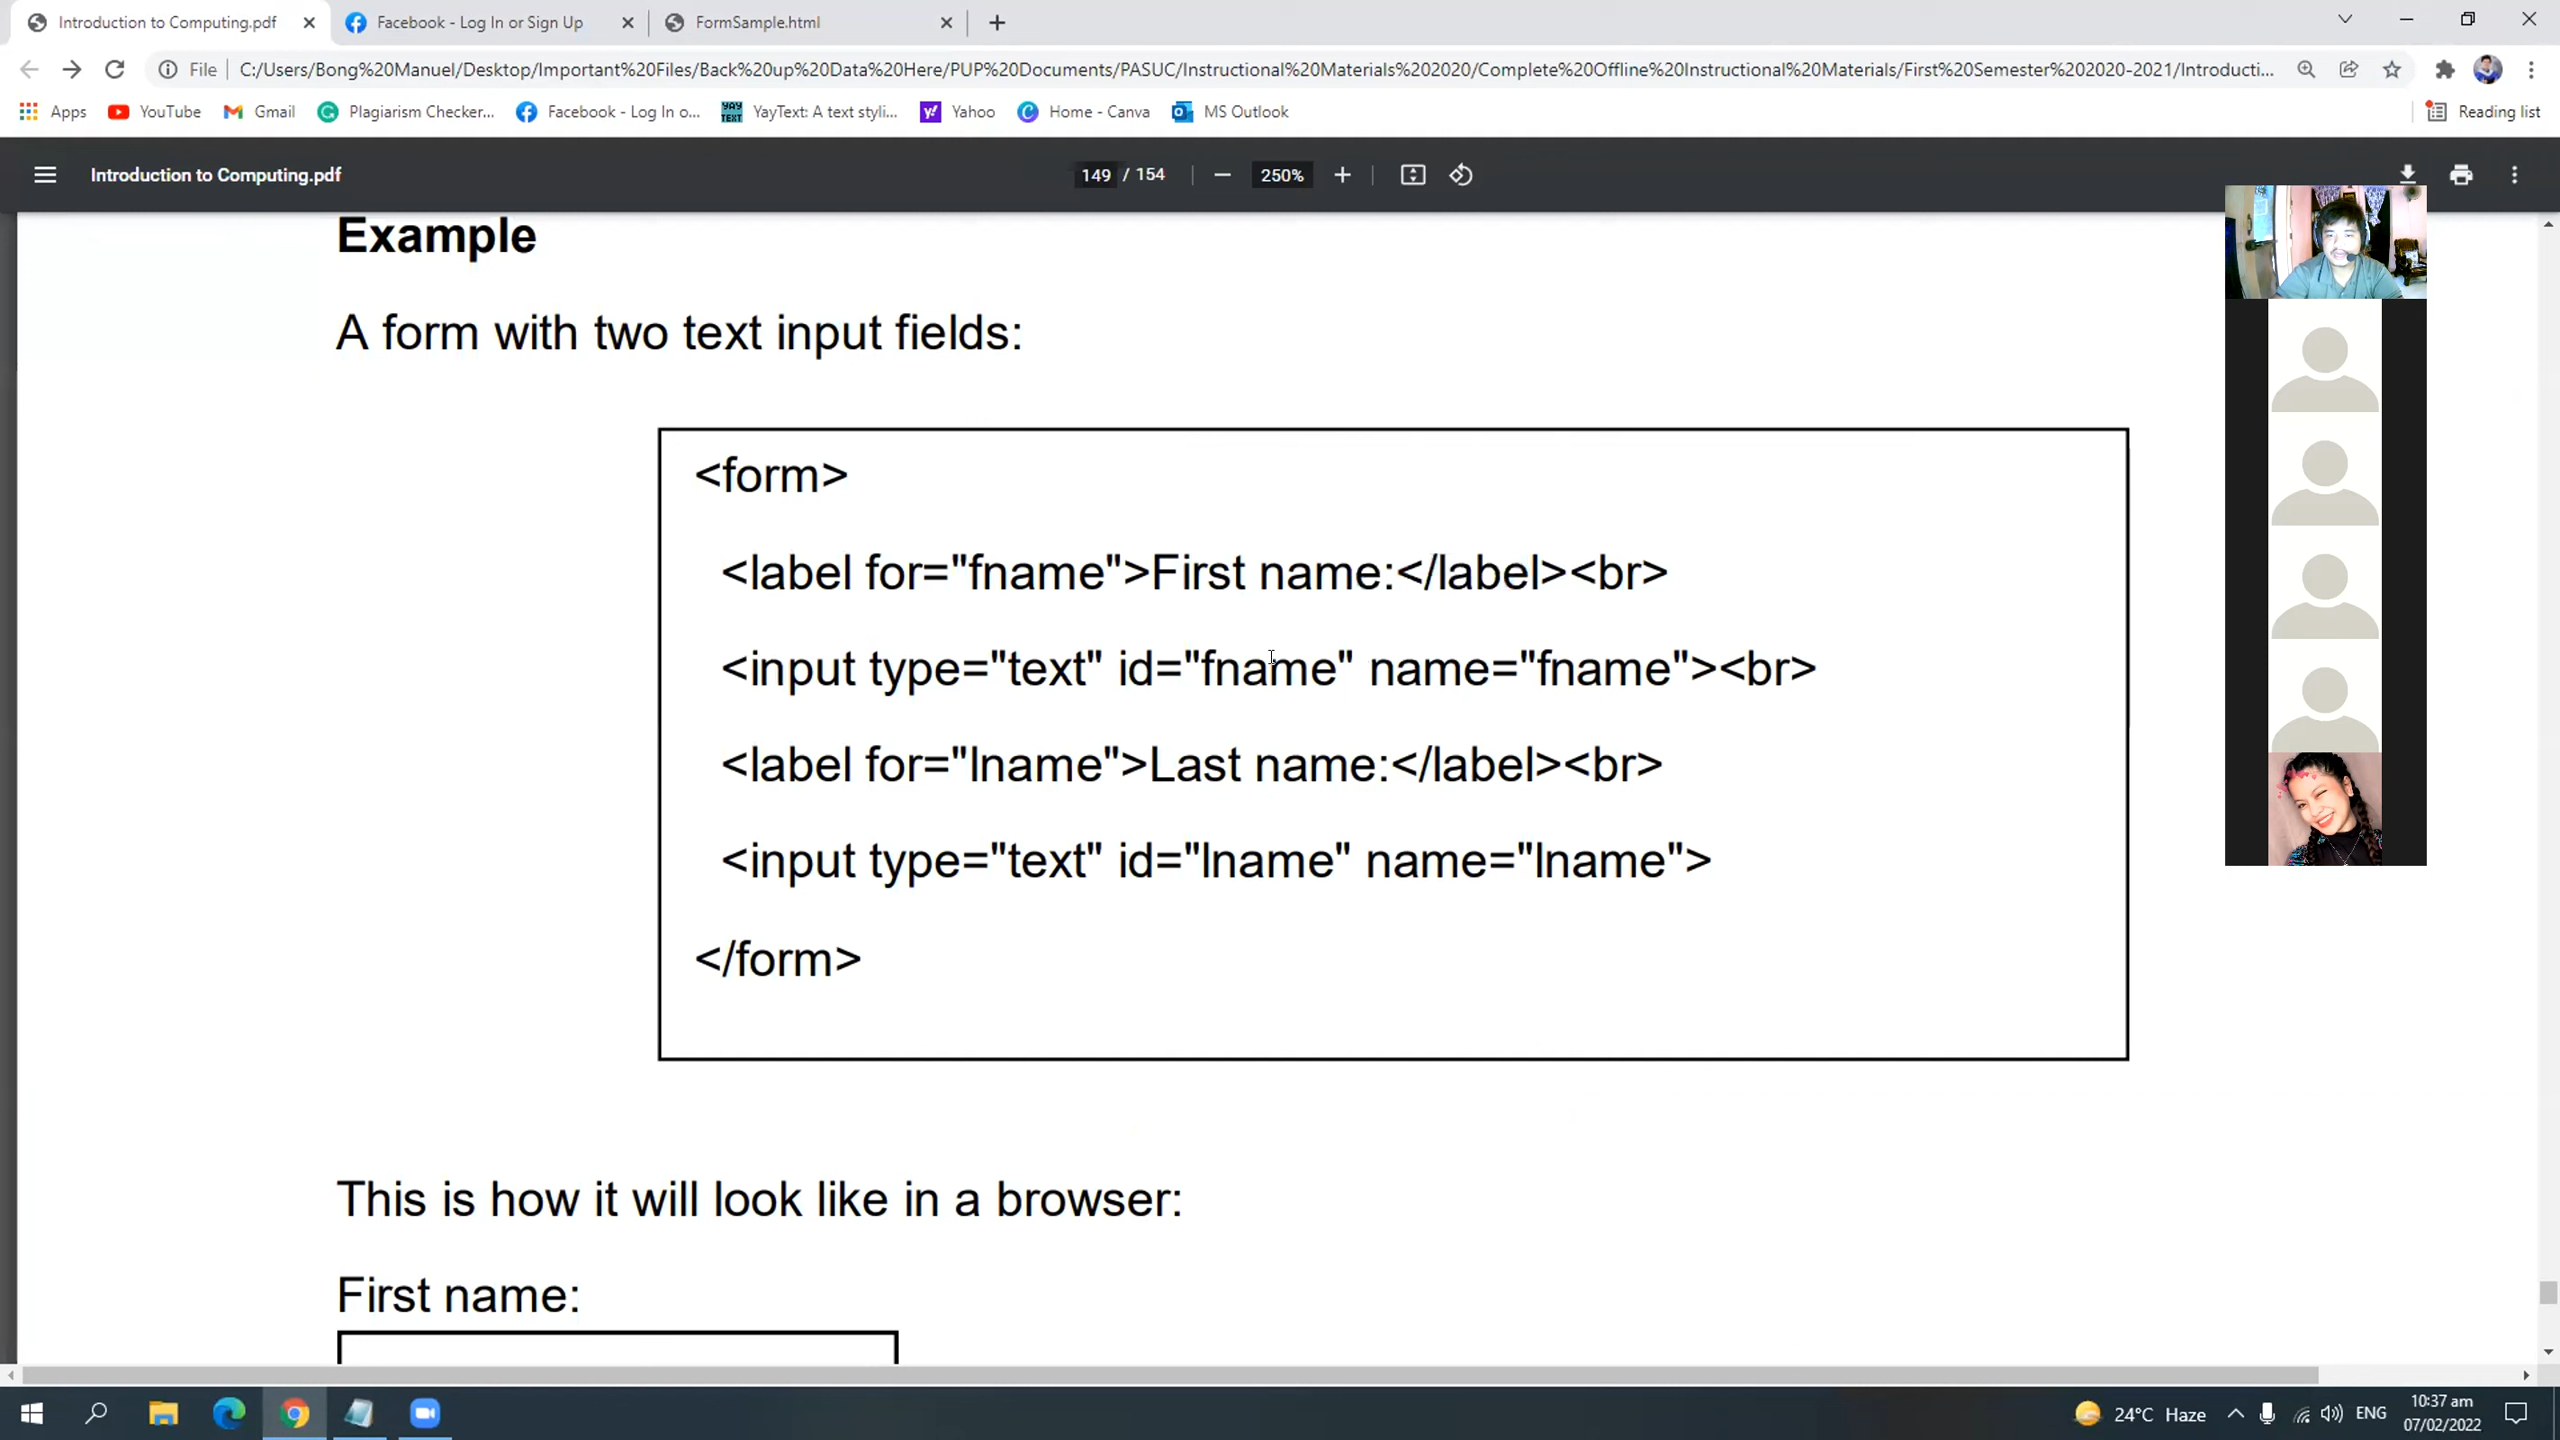 Introduction to Computing.pdf
Facebook - Log In or Sign Up
FormSample.html
File
C:/Users/Bong%20Manuel/Desktop/Important%20Files/Back%20up%20Data%20Here/PUP%20Documents/PASUC/Instructional%20Materials%202020/Complete%20Offline%20Instructional%20Materials/First%20Semester%202020-2021/Introducti...
Apps
YouTube
Gmail
Plagiarism Checker...
Facebook - Log In o...
YAY TEXT
YayText: A text styli...
Yahoo
Home - Canva
MS Outlook
Reading list
Introduction to Computing.pdf
149 / 154
250%
Example
A form with two text input fields:
<form>
<label for="fname">First name:</label><br>
<input type="text" id="fname" name="fname"><br>
<label for="lname">Last name:</label><br>
<input type="text" id="lname" name="lname">
</form>
This is how it will look like in a browser:
First name:
24°C Haze
ENG
10:37 am
07/02/2022